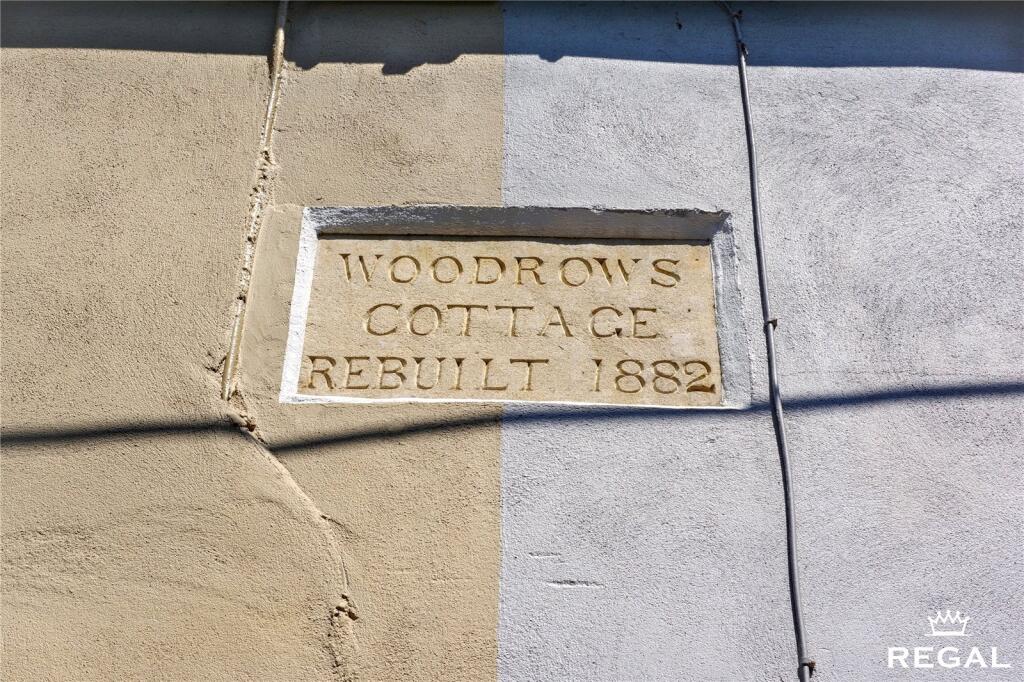 WOODROWS
COTTAGE
REBUILT 1882
REGAL